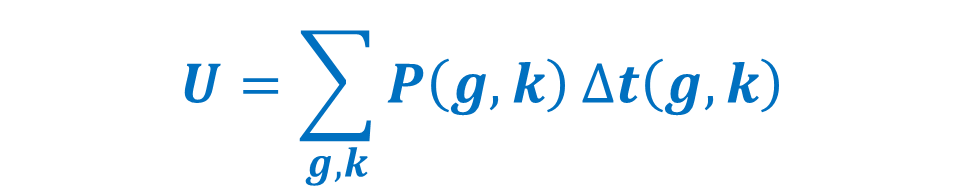 U = ∑ P(g, k) Δt(g, k)
g,k